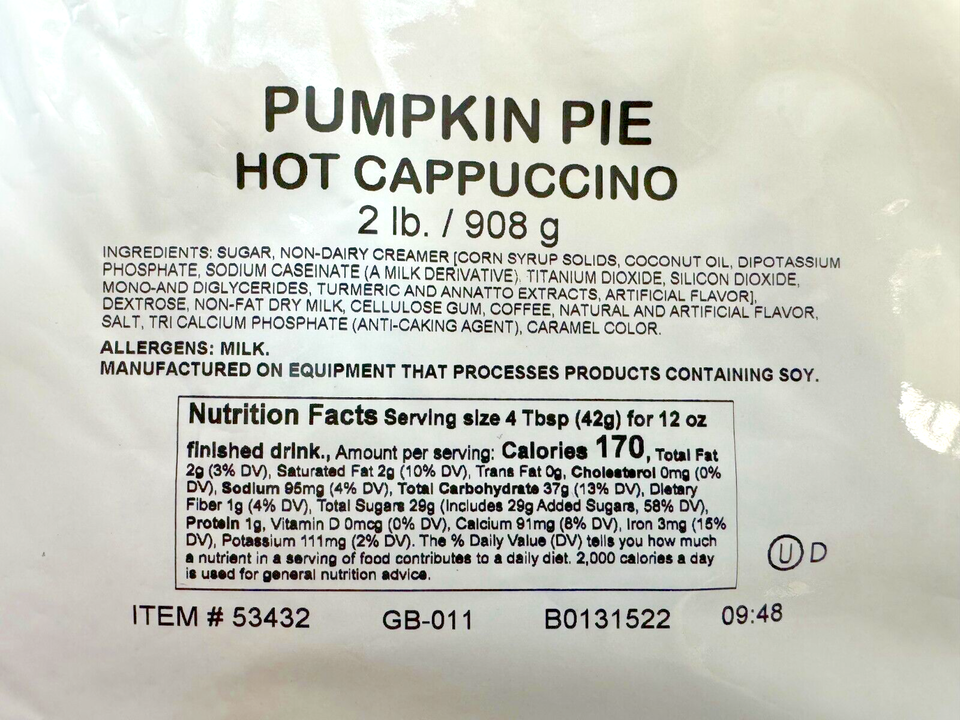 PUMPKIN PIE
HOT CAPPUCCINO
2 lb. / 908 g
INGREDIENTS: SUGAR, NON-DAIRY CREAMER [CORN SYRUP SOLIDS, COCONUT OIL, DIPOTASSIUM
PHOSPHATE, SODIUM CASEINATE (A MILK DERIVATIVE), TITANIUM DIOXIDE, SILICON DIOXIDE,
MONO-AND DIGLYCERIDES, TURMERIC AND ANNATTO EXTRACTS, ARTIFICIAL FLAVOR],
DEXTROSE, NON-FAT DRY MILK, CELLULOSE GUM, COFFEE, NATURAL AND ARTIFICIAL FLAVOR,
SALT, TRI CALCIUM PHOSPHATE (ANTI-CAKING AGENT), CARAMEL COLOR.
ALLERGENS: MILK.
MANUFACTURED ON EQUIPMENT THAT PROCESSES PRODUCTS CONTAINING SOY.
Nutrition Facts Serving size 4 Tbsp (42g) for 12 oz
finished drink., Amount per serving: Calories 170, Total Fat
2g (3% DV), Saturated Fat 2g (10% DV), Trans Fat 0g, Cholesterol 0mg (0%
DV), Sodium 95mg (4% DV), Total Carbohydrate 37g (13% DV), Dietary
Fiber 1g (4% DV), Total Sugars 29g (Includes 29g Added Sugars, 58% DV),
Protein 1g, Vitamin D 0mcg (0% DV), Calcium 91mg (8% DV), Iron 3mg (15%
DV), Potassium 111mg (2% DV). The % Daily Value (DV) tells you how much
a nutrient in a serving of food contributes to a daily diet. 2,000 calories a day
is used for general nutrition advice.
U D
ITEM # 53432 GB-011 B0131522 09:48